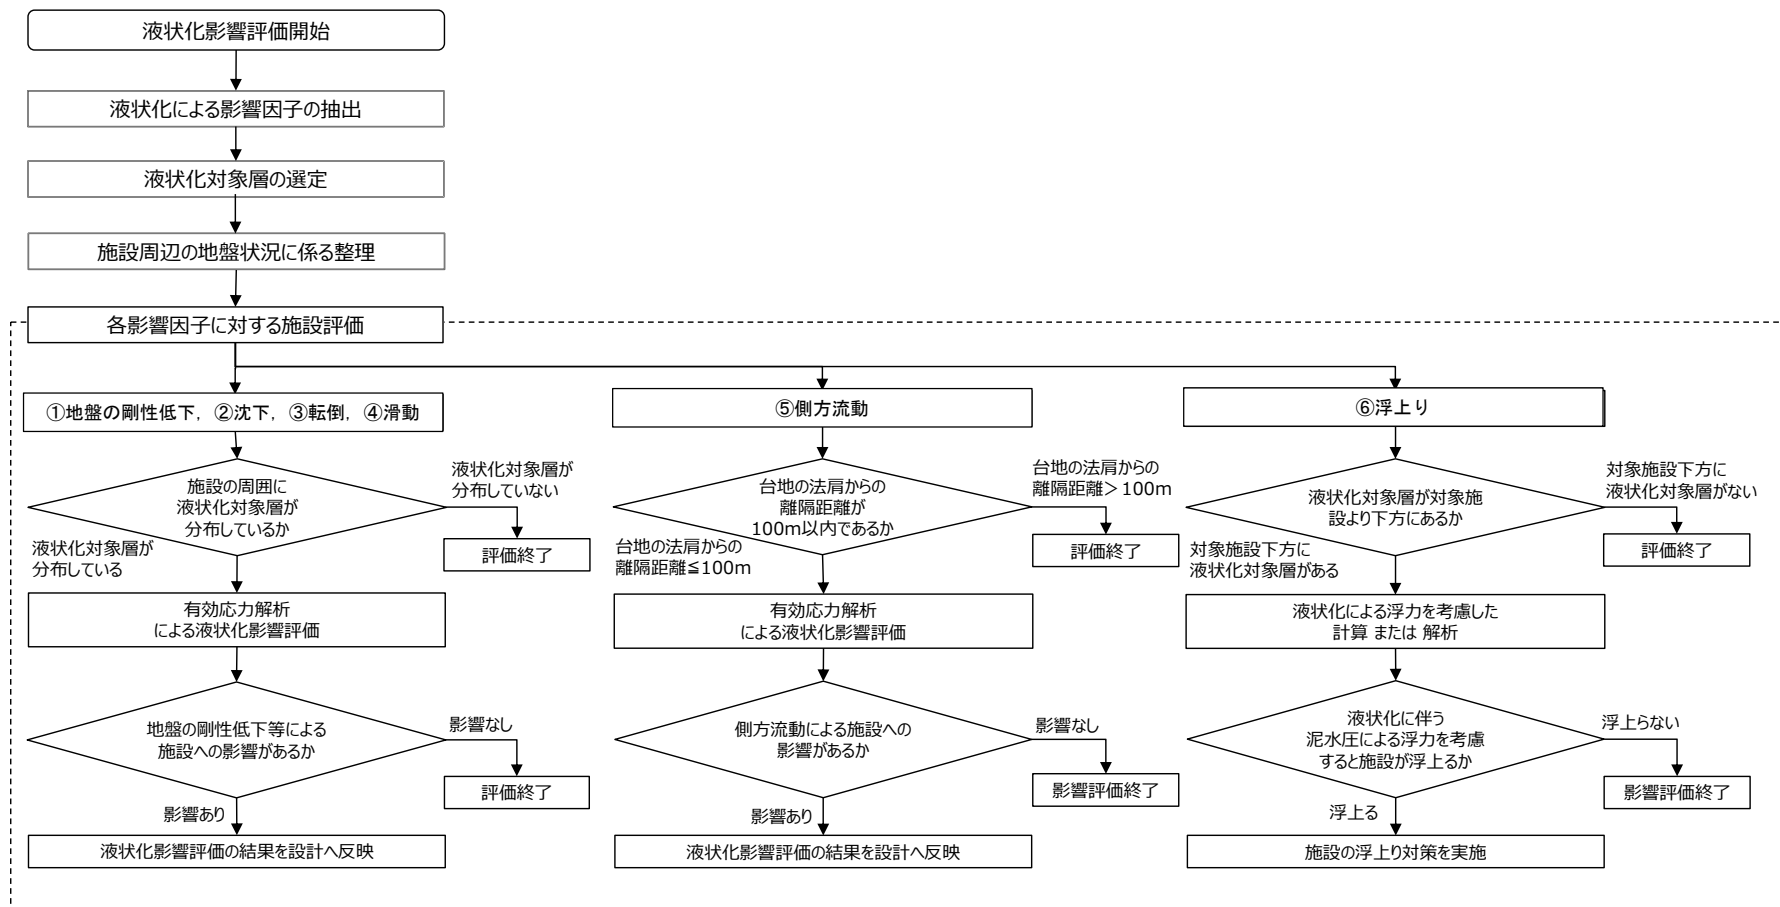 液状化影響評価開始
液状化による影響因子の抽出
液状化対象層の選定
施設周辺の地盤状況に係る整理
各影響因子に対する施設評価
①地盤の剛性低下，②沈下，③転倒，④滑動
施設の周囲に
液状化対象層が
分布しているか
液状化対象層が
分布していない
評価終了
液状化対象層が
分布している
有効応力解析
による液状化影響評価
地盤の剛性低下等による
施設への影響があるか
影響なし
評価終了
影響あり
液状化影響評価の結果を設計へ反映
⑤側方流動
台地の法肩からの
離隔距離が
100m以内であるか
台地の法肩からの
離隔距離＞100m
評価終了
台地の法肩からの
離隔距離≦100m
有効応力解析
による液状化影響評価
側方流動による施設への
影響があるか
影響なし
影響評価終了
影響あり
液状化影響評価の結果を設計へ反映
⑥浮上り
液状化対象層が対象施
設より下方にあるか
対象施設下方に
液状化対象層がない
評価終了
対象施設下方に
液状化対象層がある
液状化による浮力を考慮した
計算 または 解析
液状化に伴う
泥水圧による浮力を考慮
すると施設が浮上るか
浮上らない
影響評価終了
浮上る
施設の浮上り対策を実施